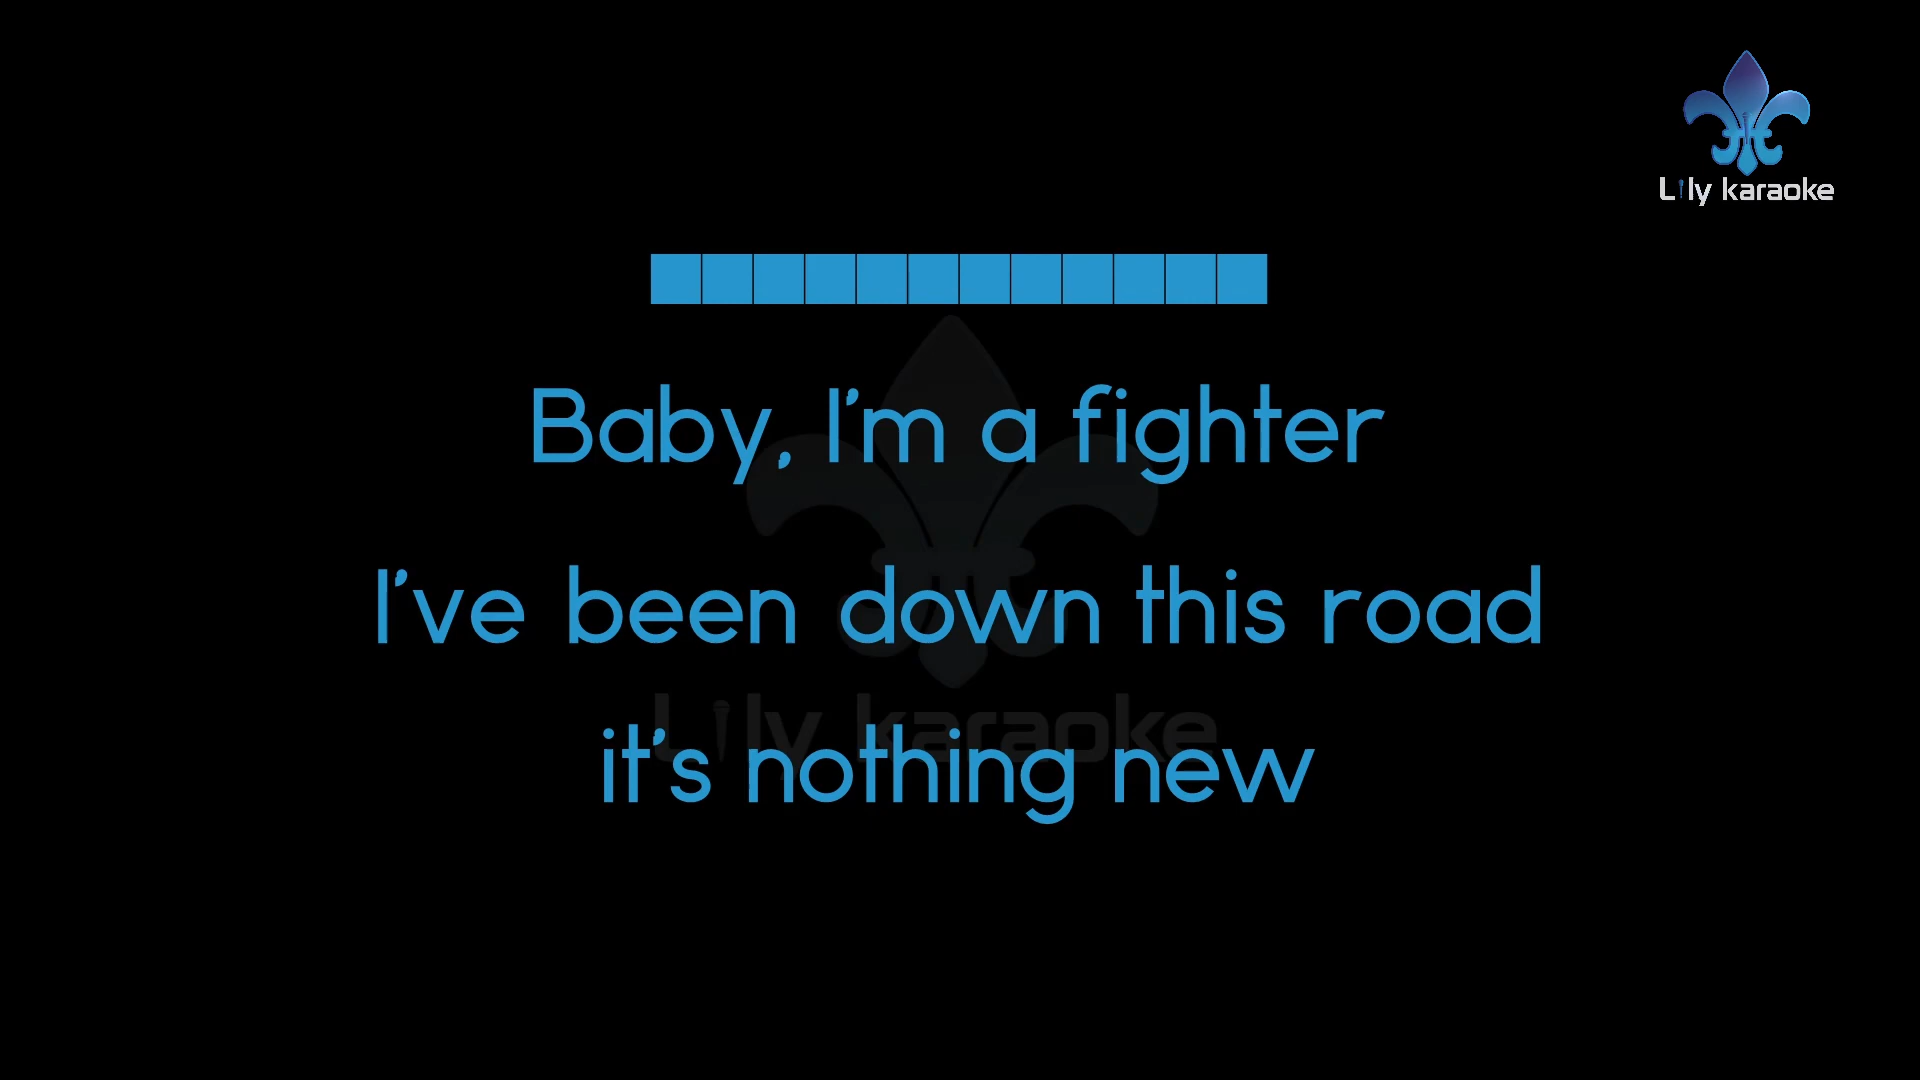 Lily karaoke
Baby, I'm a fighter
I've been down this road
it's nothing new
Lily karaoke